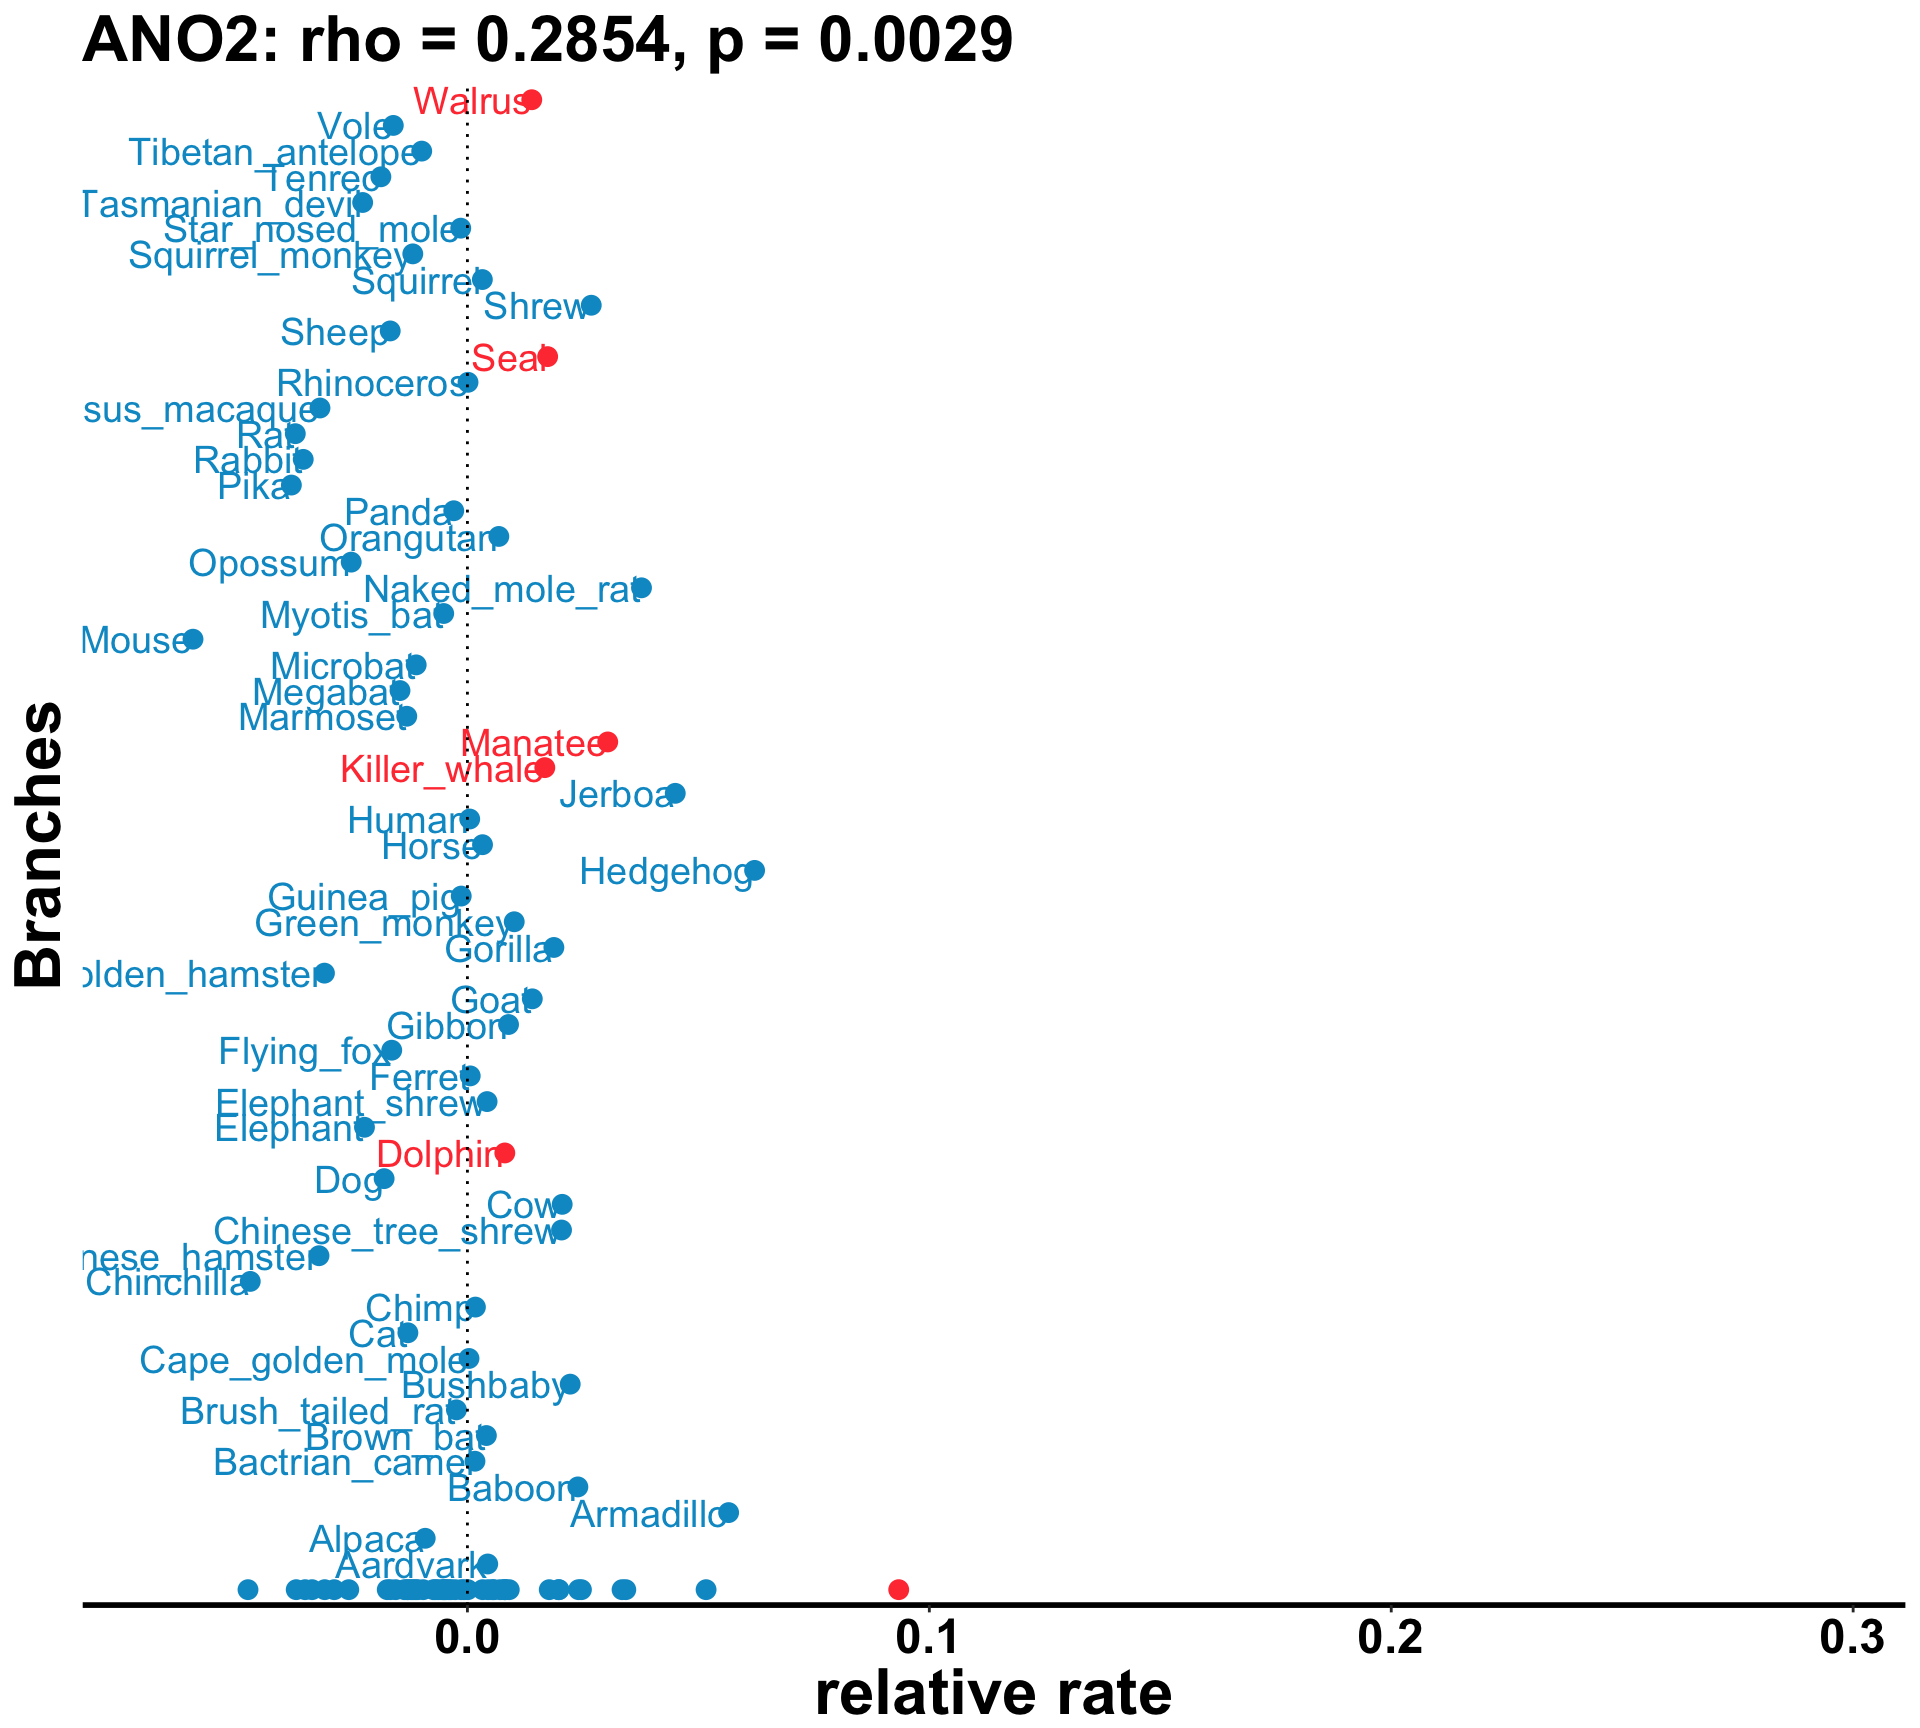 ANO2: rho = 0.2854, p = 0.0029
Walrus
Vole
Tibetan_antelope
Tenrec
Tasmanian_devil
Star_nosed_mole
Squirrel_monkey
Squirrel
Shrew
Sheep
Seal
Rhinoceros
sus_macaque
Rat
Rabbit
Pika
Panda
Orangutan
Opossum
Naked_mole_rat
Myotis_bat
Mouse
Microbat
Megabat
Marmoset
Manatee
Killer_whale
Jerboa
Human
Horse
Hedgehog
Guinea_pig
Green_monkey
Gorilla
olden_hamster
Goat
Gibbon
Flying_fox
Ferret
Elephant_shrew
Elephant
Dolphin
Dog
Cow
Chinese_tree_shrew
nese_hamster
Chinchilla
Chimp
Cat
Cape_golden_mole
Bushbaby
Brush_tailed_rat
Brown_bat
Bactrian_camel
Baboon
Armadillo
Alpaca
Aardvark
Branches
0.0 0.1 0.2 0.3
relative rate